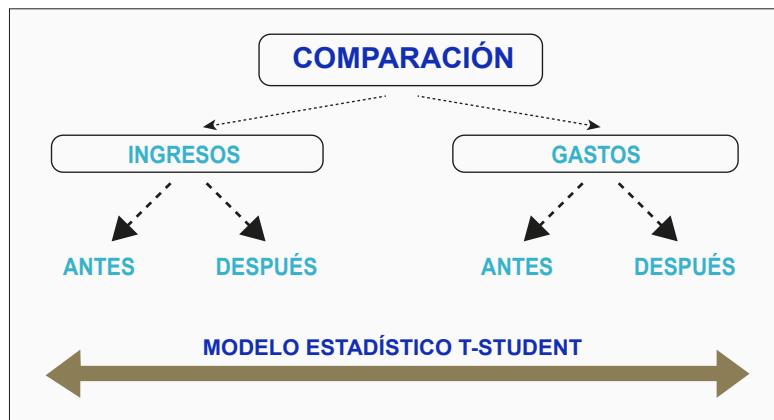 COMPARACIÓN
INGRESOS
GASTOS
ANTES
DESPUÉS
ANTES
DESPUÉS
MODELO ESTADÍSTICO T-STUDENT